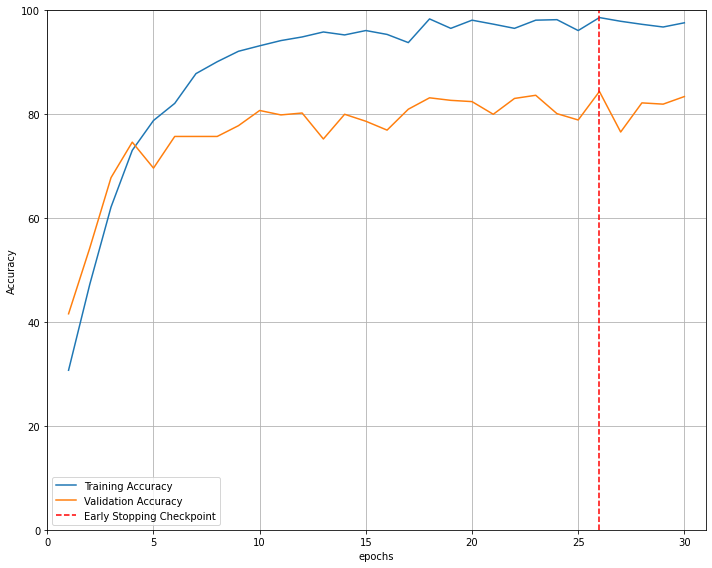 100
80
60
40
20
0
Accuracy
Training Accuracy
Validation Accuracy
Early Stopping Checkpoint
0 5 10 15 20 25 30
epochs